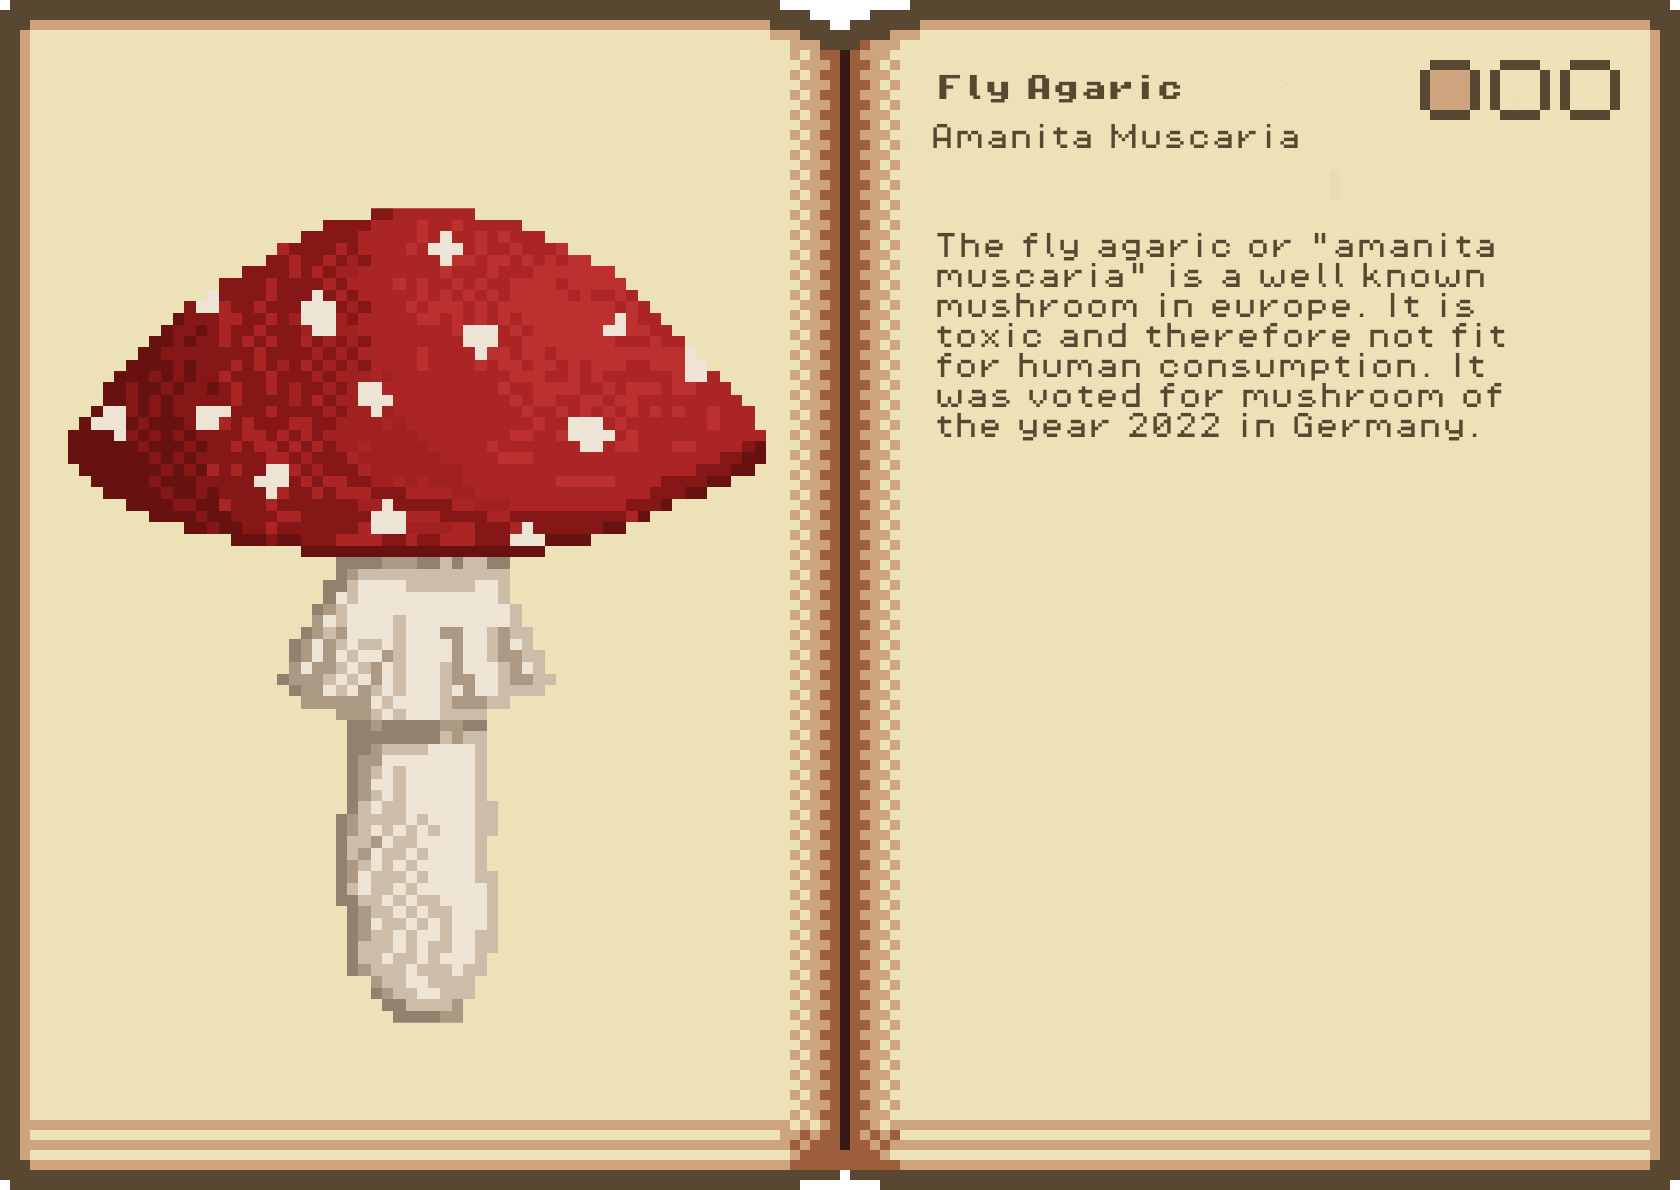 Fly Agaric
Amanita Muscaria
The fly agaric or "amanita
muscaria" is a well known
mushroom in europe. It is
toxic and therefore not fit
for human consumption. It
was voted for mushroom of
the year 2022 in Germany.